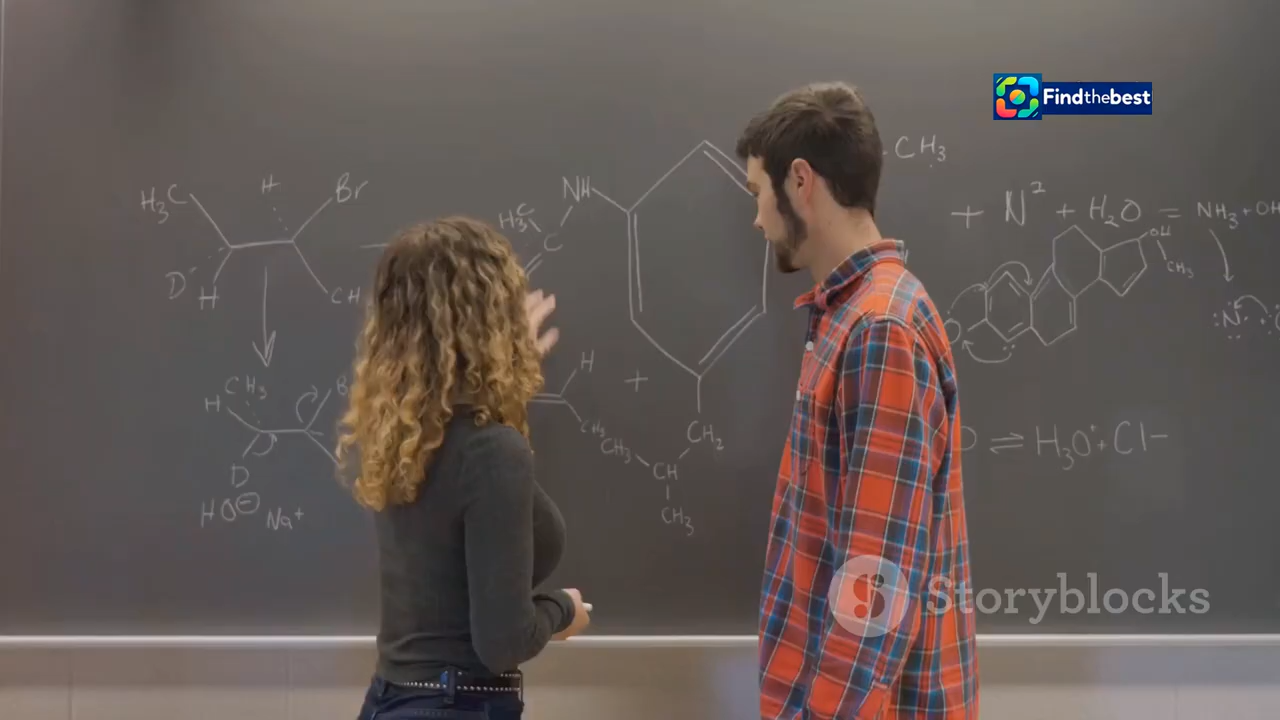 Findthebest
CH₃
H₃C
H
Br
NH
H₃C
C
+ N² + H₂O = NH₃ + OH
D
H
CH
OH
CH₃
:N:
H
CH₃
H
+
CH₃
CH₃
CH₂
CH
CH₃
D
HO⊖ Na⁺
⇌ H₃O⁺ + Cl−
Storyblocks